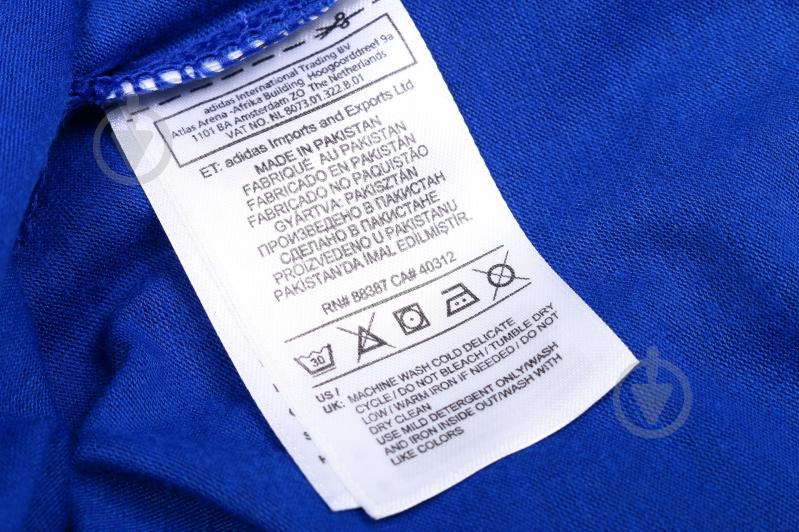 adidas International Trading BV
Atlas Arena -Afrika Building Hoogoorddreef 9a
1101 BA Amsterdam ZO The Netherlands
VAT NO. NL 8073.01.322.B.01
ET: adidas Imports and Exports Ltd
MADE IN PAKISTAN
FABRIQUÉ AU PAKISTAN
FABRICADO EN PAKISTÁN
FABRICADO NO PAQUISTÃO
GYÁRTVA: PAKISZTÁN
ПРОИЗВЕДЕНО В ПАКИСТАН
СДЕЛАНО В ПАКИСТАНЕ
PROIZVEDENO U PAKISTANU
PAKISTAN'DA İMAL EDİLMİŞTİR.
RN# 88387 CA# 40312
30
US / UK: MACHINE WASH COLD DELICATE
CYCLE / DO NOT BLEACH / TUMBLE DRY
LOW / WARM IRON IF NEEDED / DO NOT
DRY CLEAN
USE MILD DETERGENT ONLY/WASH
AND IRON INSIDE OUT/WASH WITH
LIKE COLORS